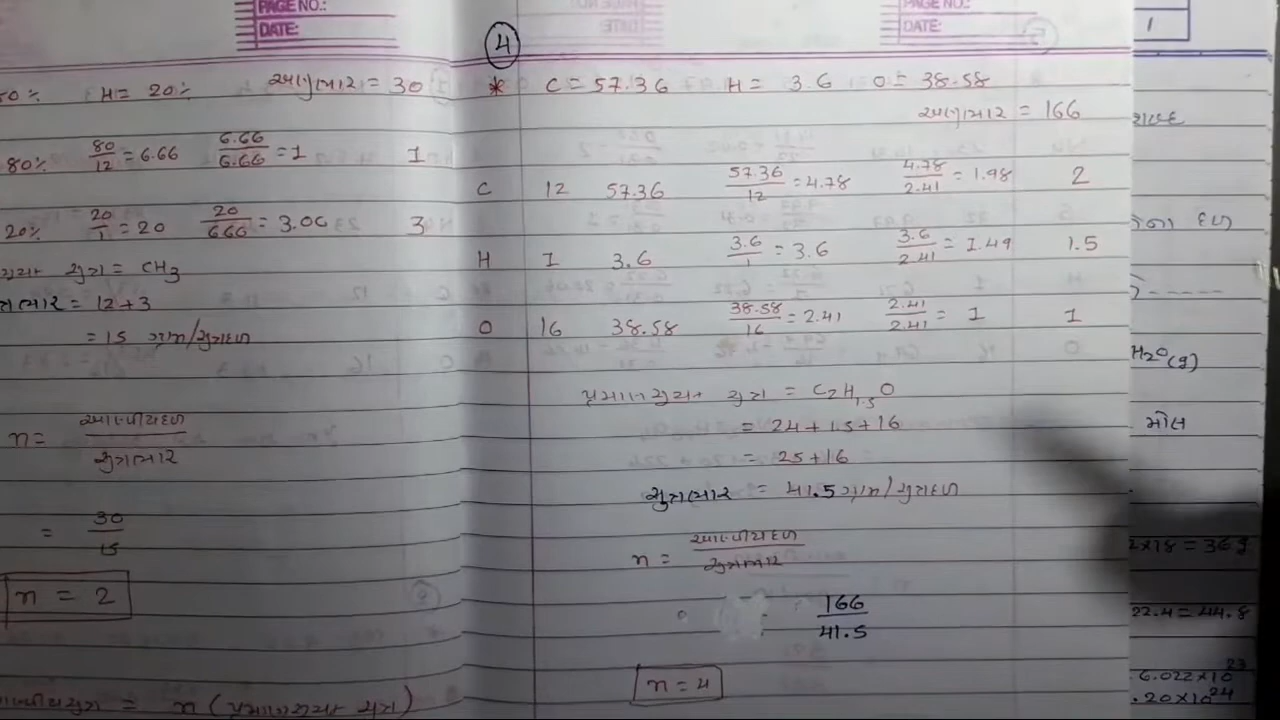 PAGE NO.:
DATE:
PAGE NO.:
DATE:
1
4
H = 20% અણુભાર = 30
80% 80/12 = 6.66 6.66/6.66 = 1 1
20% 20/1 = 20 20/666 = 3.00 3
સૂત્ર = CH3
= 12+3
= 15 ગ્રામ/સૂત્રદળ
n = આણ્વીયદળ/સૂત્રભાર
= 30/15
n = 2
= n (પ્રમાણસૂચક સૂત્ર)
* C = 57.36 H = 3.6 O = 38.58
અણુભાર = 166
C 12 57.36 57.36/12 = 4.78 4.78/2.41 = 1.98 2
H 1 3.6 3.6/1 = 3.6 3.6/2.41 = 1.49 1.5
O 16 38.58 38.58/16 = 2.41 2.41/2.41 = 1 1
પ્રમાણસૂચક સૂત્ર = C2H1.5O
= 24+1.5+16
= 25+16
સૂત્રભાર = 41.5 ગ્રામ/સૂત્રદળ
n = આણ્વીયદળ/સૂત્રભાર
166/41.5
n = 4
દળ
H2O(g)
મોલ
2×18 = 36 g
22.4 = 44.8
6.022×10^23
.20×10^24